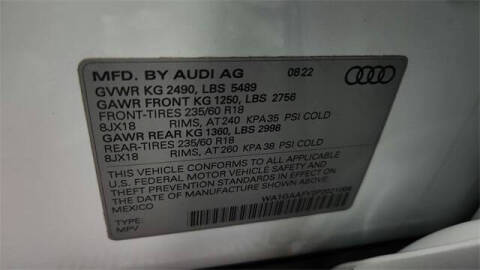 MFD. BY AUDI AG 08.22
GVWR KG 2490, LBS 5489
GAWR FRONT KG 1250, LBS 2756
FRONT-TIRES 235/60 R18
8JX18 RIMS, AT240 KPA35 PSI COLD
GAWR REAR KG 1360, LBS 2998
REAR-TIRES 235/60 R18
8JX18 RIMS, AT260 KPA38 PSI COLD
THIS VEHICLE CONFORMS TO ALL APPLICABLE
U.S. FEDERAL MOTOR VEHICLE SAFETY
AND THEFT PREVENTION STANDARDS IN EFFECT ON
THE DATE OF MANUFACTURE SHOWN ABOVE.
MEXICO
TYPE:
MPV